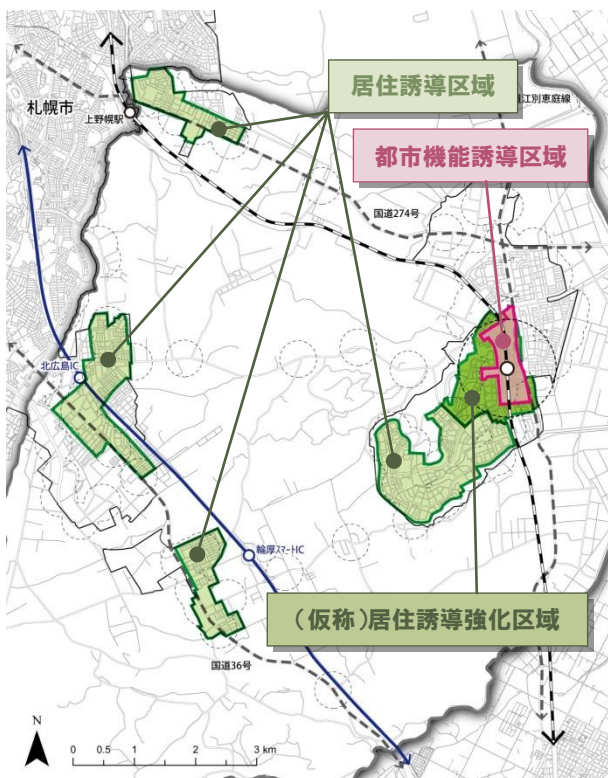 居住誘導区域
札幌市
上野幌駅
江別恵庭線
都市機能誘導区域
国道274号
北広島IC
輪厚スマートIC
(仮称)居住誘導強化区域
国道36号
N
0 0.5 1 2 3 km